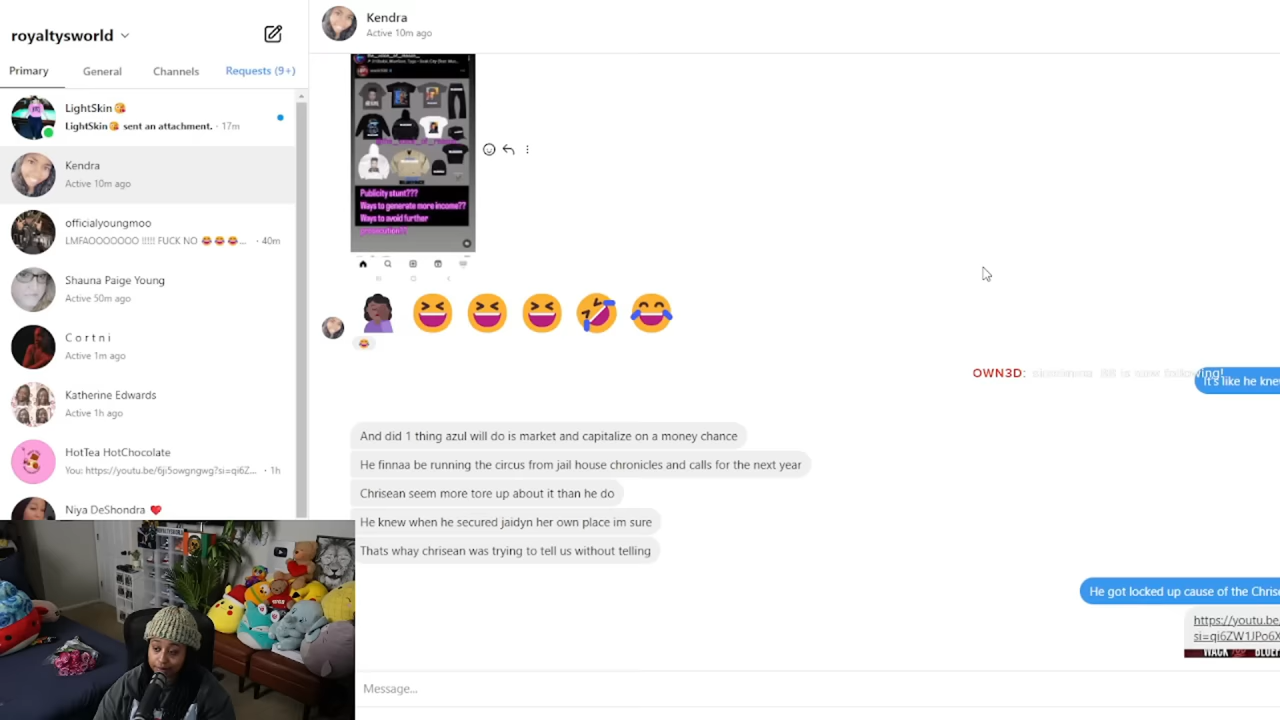 royaltysworld
Primary
General
Channels
Requests (9+)
LightSkin😘
LightSkin😘 sent an attachment. · 17m
Kendra
Active 10m ago
officialyoungmoo
LMFAOOOOOOO !!!!! FUCK NO 😂😂😂... · 40m
Shauna Paige Young
Active 50m ago
C o r t n i
Active 1m ago
Katherine Edwards
Active 1h ago
HotTea HotChocolate
You: https://youtu.be/6ji5owgngwg?si=qi6Z... · 1h
Niya DeShondra ❤️
Kendra
Active 10m ago
Publicity stunt???
Ways to generate more income??
Ways to avoid further
prosecution??
OWN3D:
is now following!
It's like he kne
And did 1 thing azul will do is market and capitalize on a money chance
He finnaa be running the circus from jail house chronicles and calls for the next year
Chrisean seem more tore up about it than he do
He knew when he secured jaidyn her own place im sure
Thats whay chrisean was trying to tell us without telling
He got locked up cause of the Chrise
https://youtu.be
si=qi6ZW1JPo6X
WACK
Message...